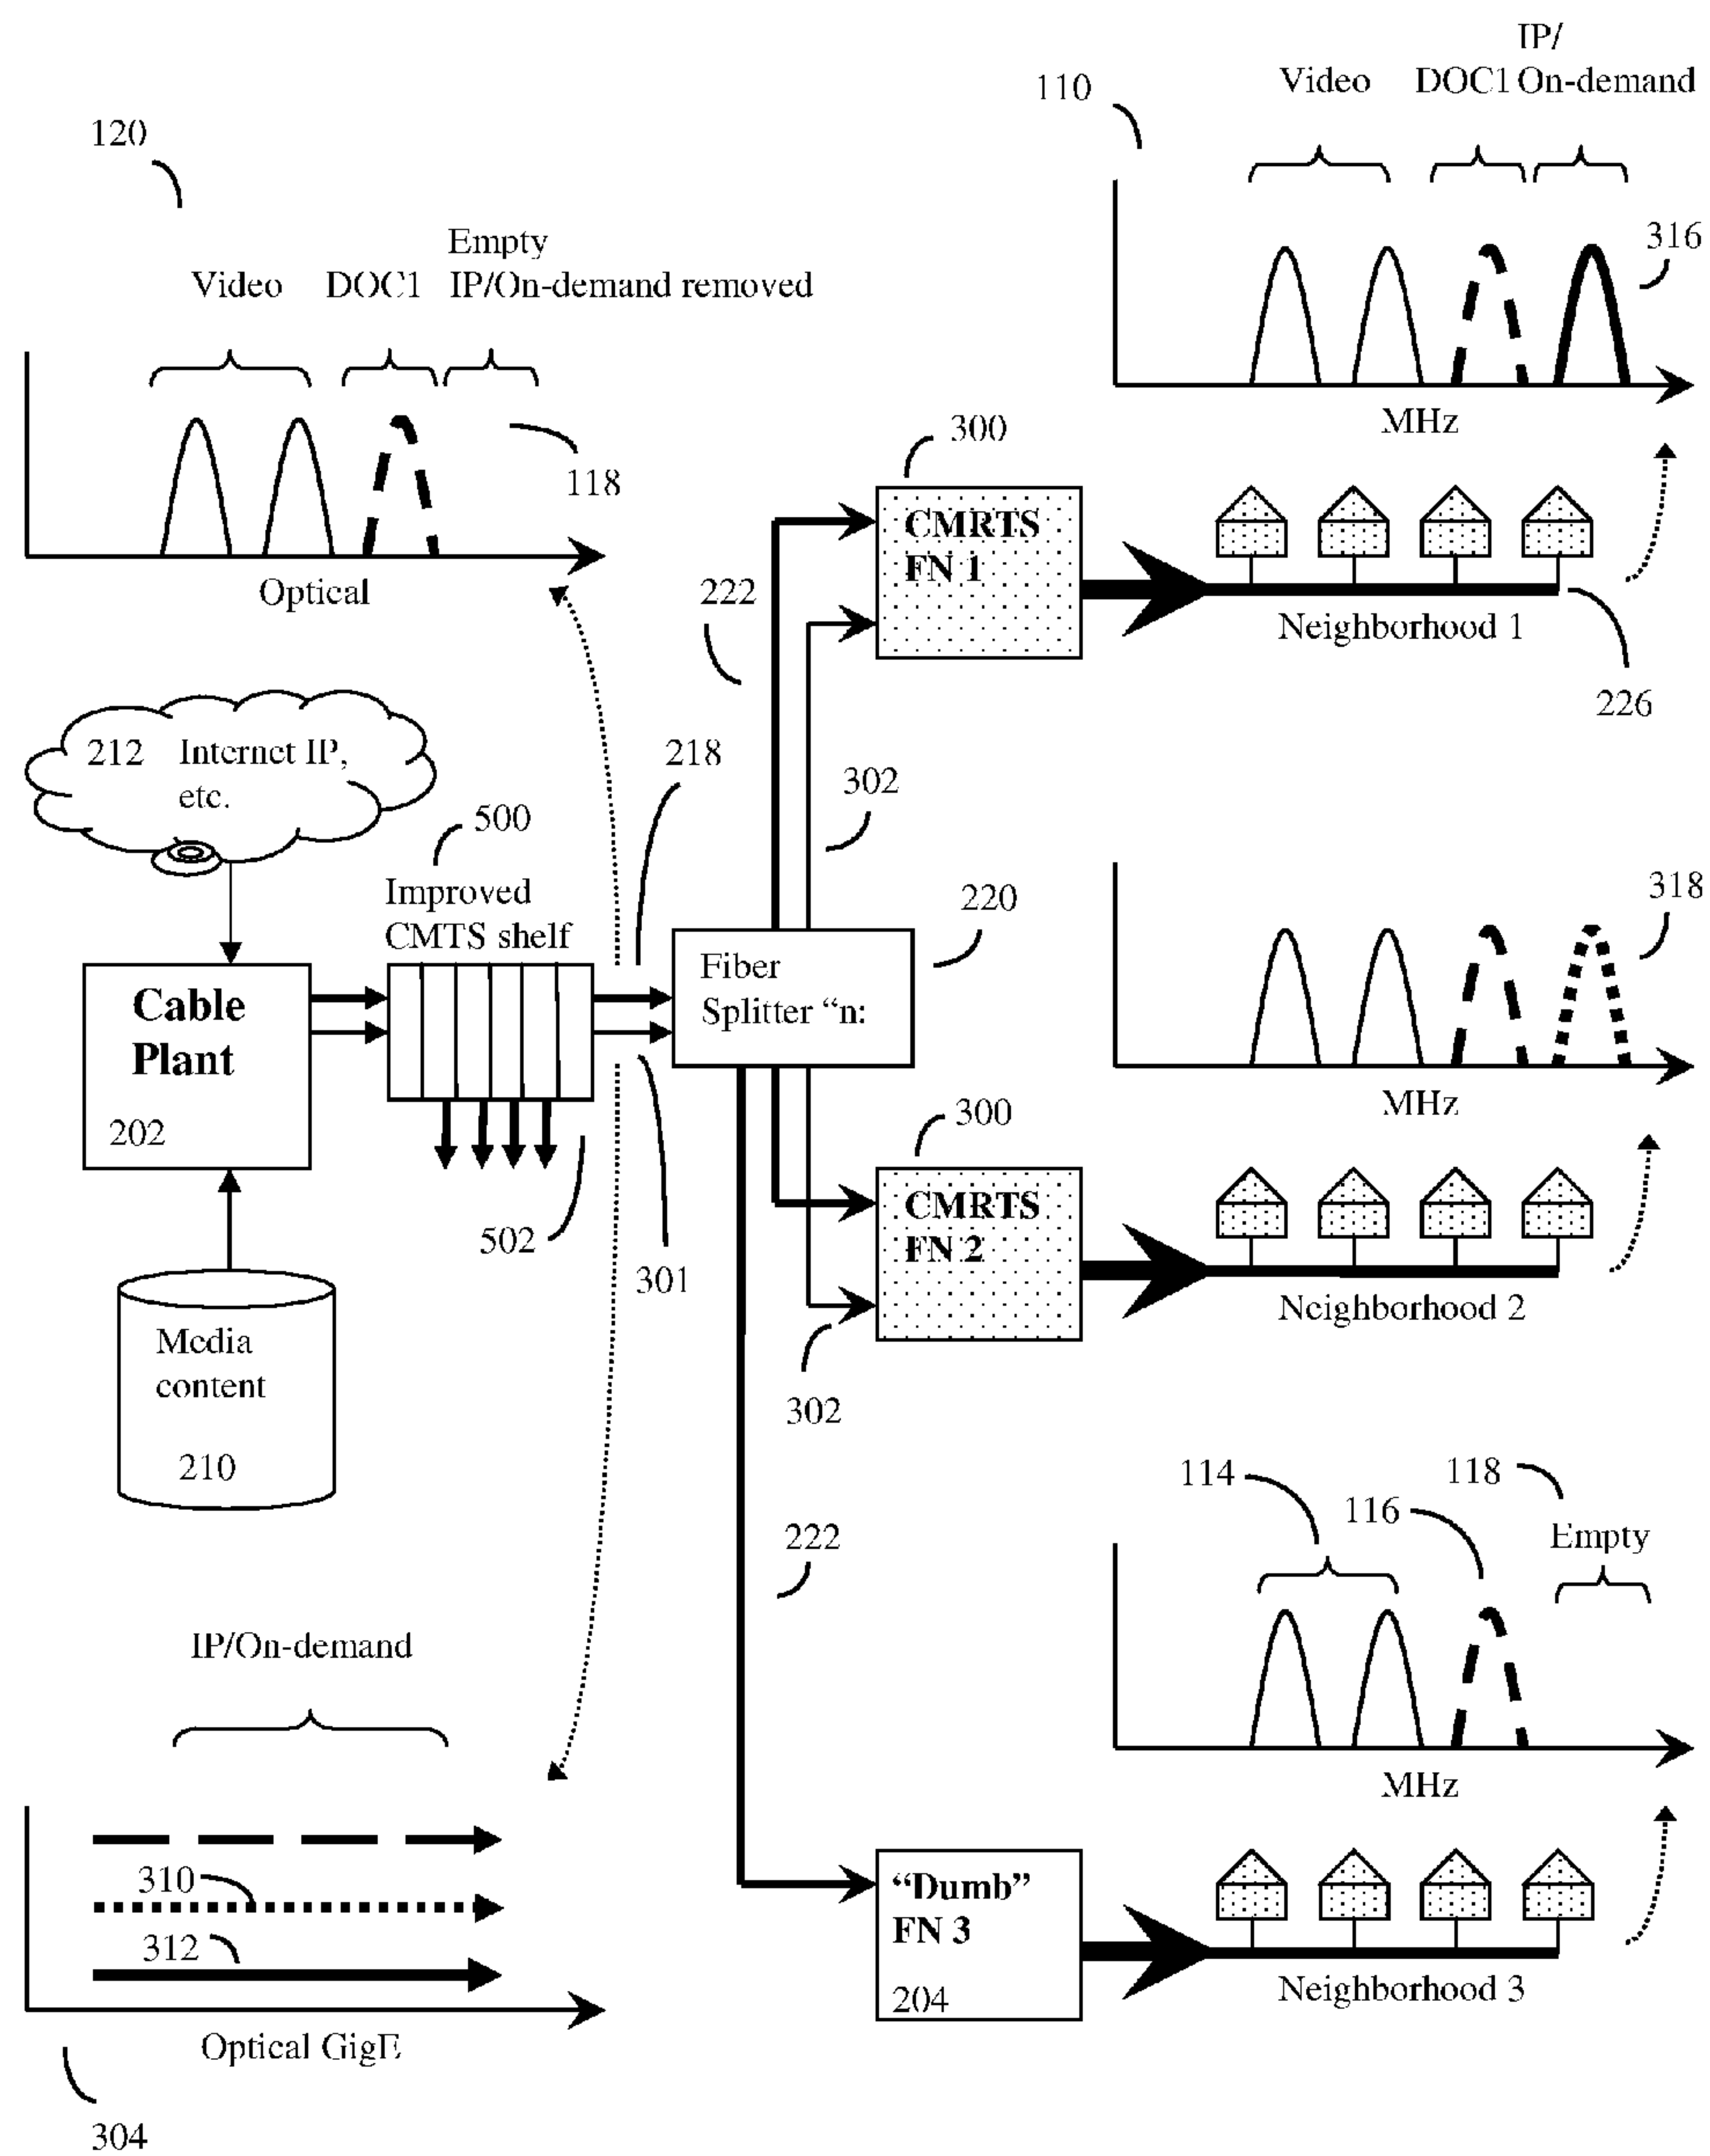 IP/
Video DOC1 On-demand
110
120
316
Empty
Video DOC1 IP/On-demand removed
118
MHz
300
Optical
CMRTS
FN 1
222
Neighborhood 1
226
212 Internet IP,
etc.
218
302
500
Improved
CMTS shelf
220
318
Fiber
Splitter “n:
Cable
Plant
202
MHz
300
502
301
CMRTS
FN 2
Neighborhood 2
302
Media
content
210
114
118
116
Empty
222
IP/On-demand
MHz
310
312
“Dumb”
FN 3
204
Neighborhood 3
Optical GigE
304